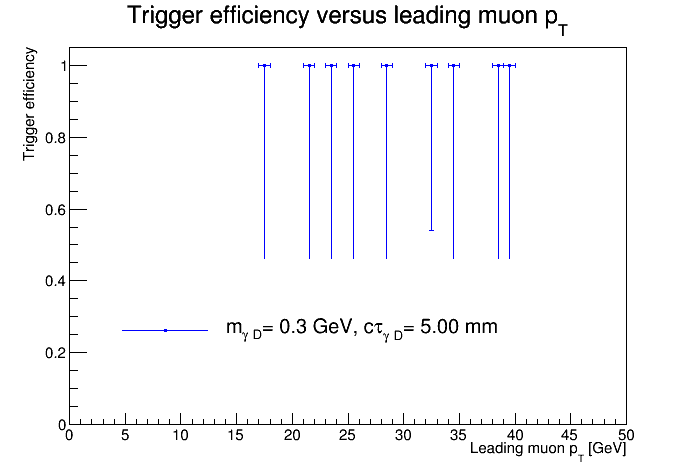 Trigger efficiency versus leading muon p_T
Trigger efficiency
1
0.8
0.6
0.4
0.2
0
m_γ D= 0.3 GeV, cτ_γ D= 5.00 mm
0 5 10 15 20 25 30 35 40 45 50
Leading muon p_T [GeV]